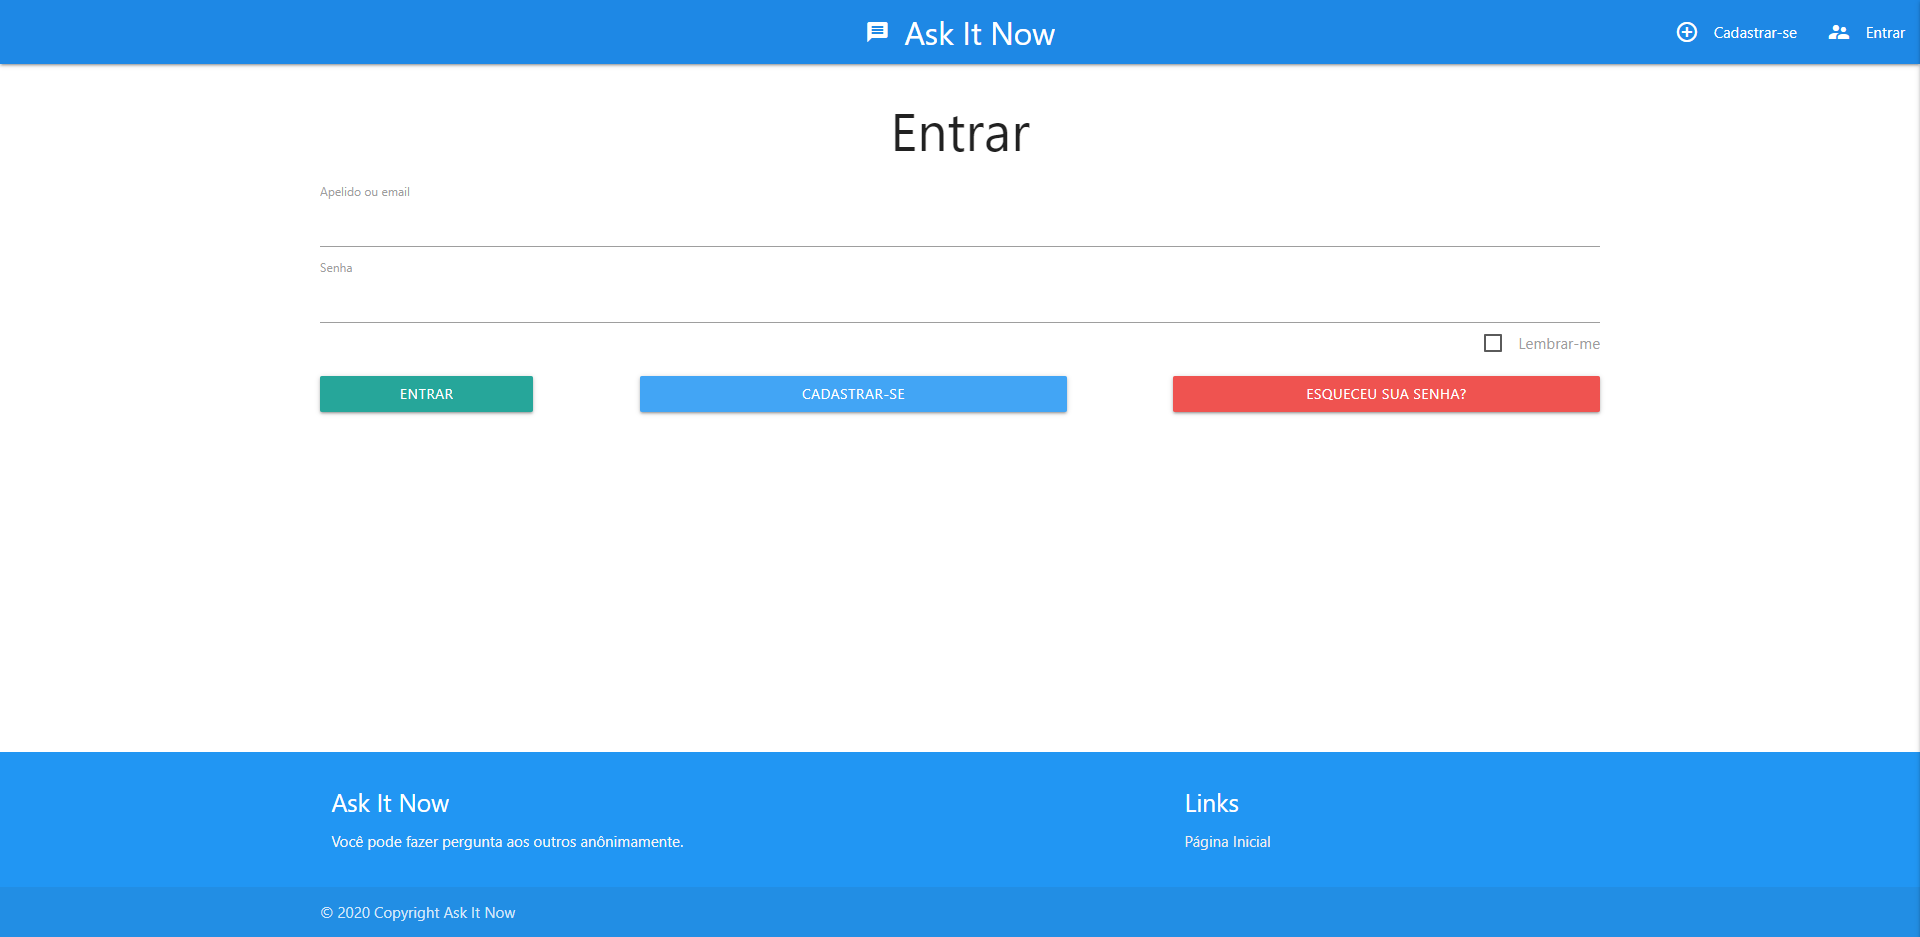 Ask It Now
Cadastrar-se
Entrar
Entrar
Apelido ou email
Senha
Lembrar-me
ENTRAR
CADASTRAR-SE
ESQUECEU SUA SENHA?
Ask It Now
Você pode fazer pergunta aos outros anônimamente.
Links
Página Inicial
© 2020 Copyright Ask It Now